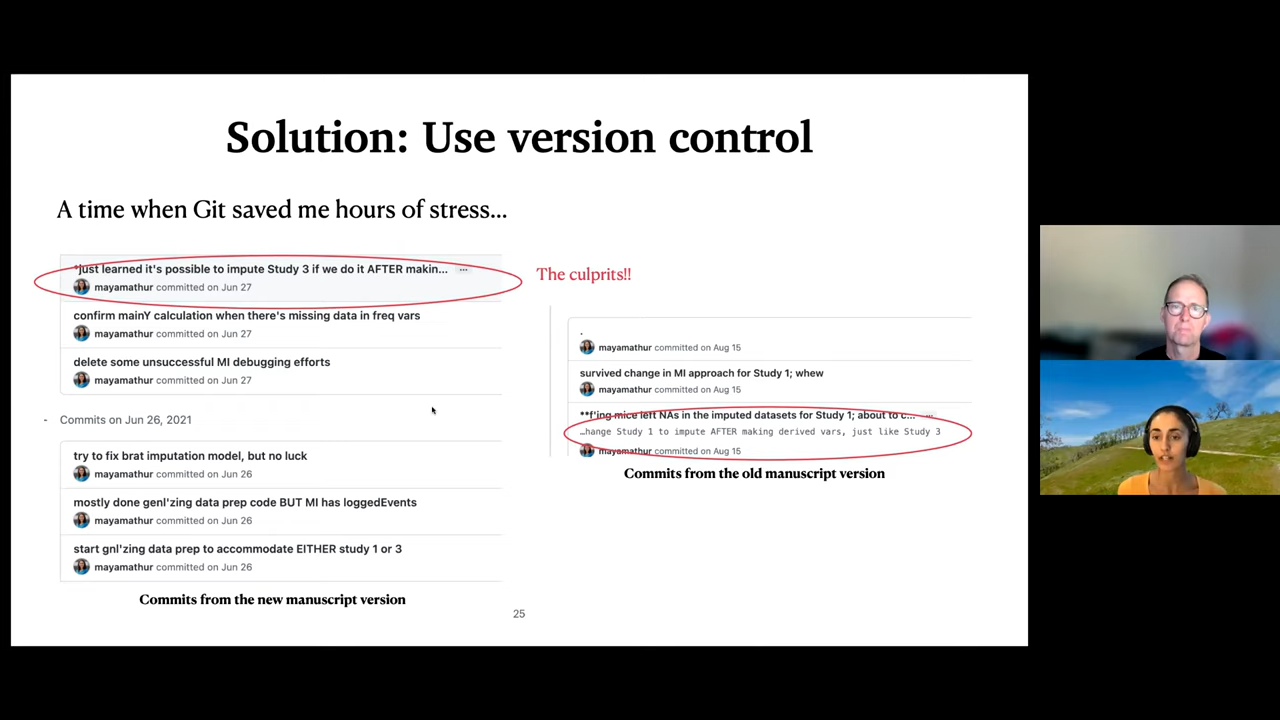 Solution: Use version control
A time when Git saved me hours of stress...
*just learned it's possible to impute Study 3 if we do it AFTER makin... ...
mayamathur committed on Jun 27
confirm mainY calculation when there's missing data in freq vars
mayamathur committed on Jun 27
delete some unsuccessful MI debugging efforts
mayamathur committed on Jun 27
Commits on Jun 26, 2021
try to fix brat imputation model, but no luck
mayamathur committed on Jun 26
mostly done genl'zing data prep code BUT MI has loggedEvents
mayamathur committed on Jun 26
start gnl'zing data prep to accommodate EITHER study 1 or 3
mayamathur committed on Jun 26
Commits from the new manuscript version
The culprits!!
.
mayamathur committed on Aug 15
survived change in MI approach for Study 1; whew
mayamathur committed on Aug 15
**f'ing mice left NAs in the imputed datasets for Study 1; about to c... ...
…hange Study 1 to impute AFTER making derived vars, just like Study 3
mayamathur committed on Aug 15
Commits from the old manuscript version
25